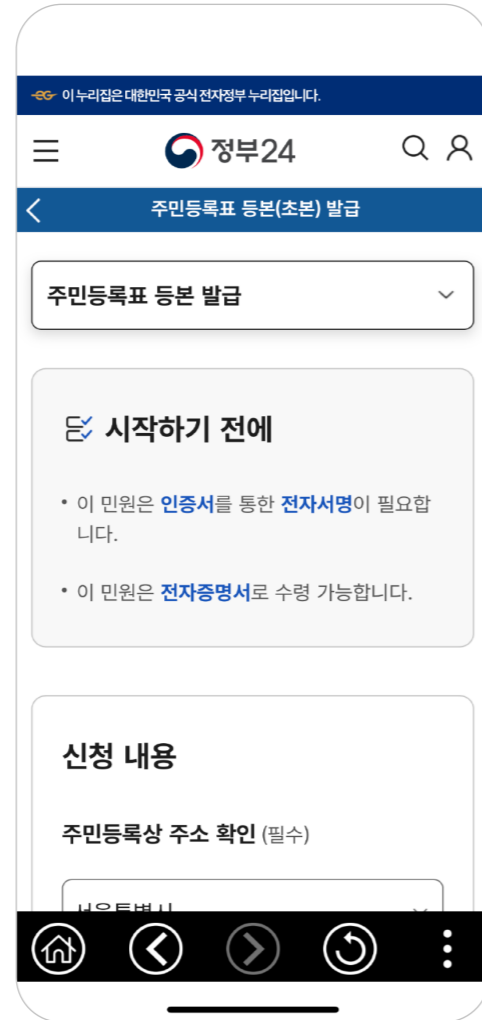 이 누리집은 대한민국 공식 전자정부 누리집입니다.
정부24
주민등록표 등본(초본) 발급
주민등록표 등본 발급
시작하기 전에
• 이 민원은 인증서를 통한 전자서명이 필요합
니다.
• 이 민원은 전자증명서로 수령 가능합니다.
신청 내용
주민등록상 주소 확인 (필수)
서울특별시